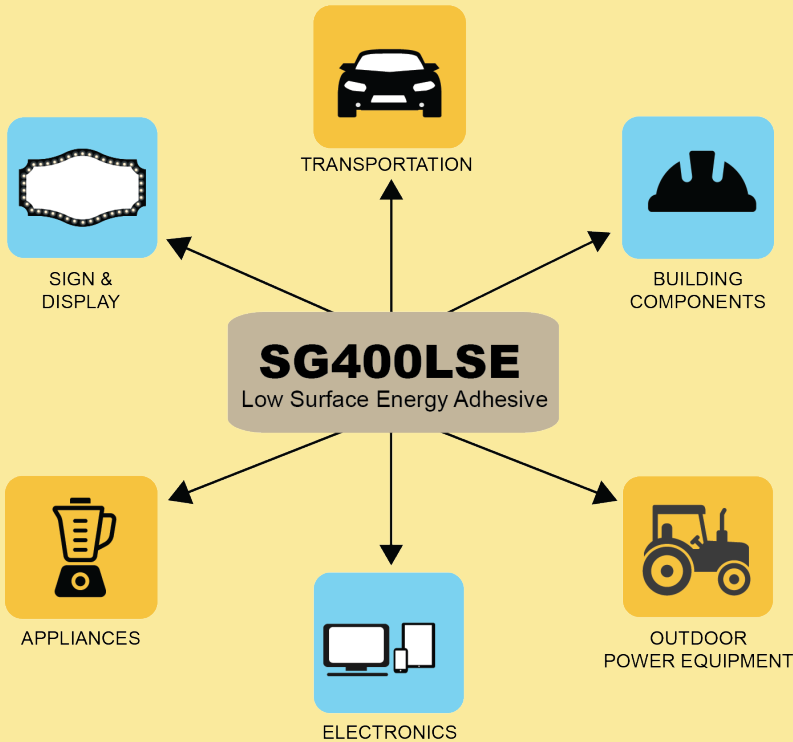 TRANSPORTATION
SIGN &
DISPLAY
BUILDING
COMPONENTS
SG400LSE
Low Surface Energy Adhesive
APPLIANCES
OUTDOOR
POWER EQUIPMENT
ELECTRONICS